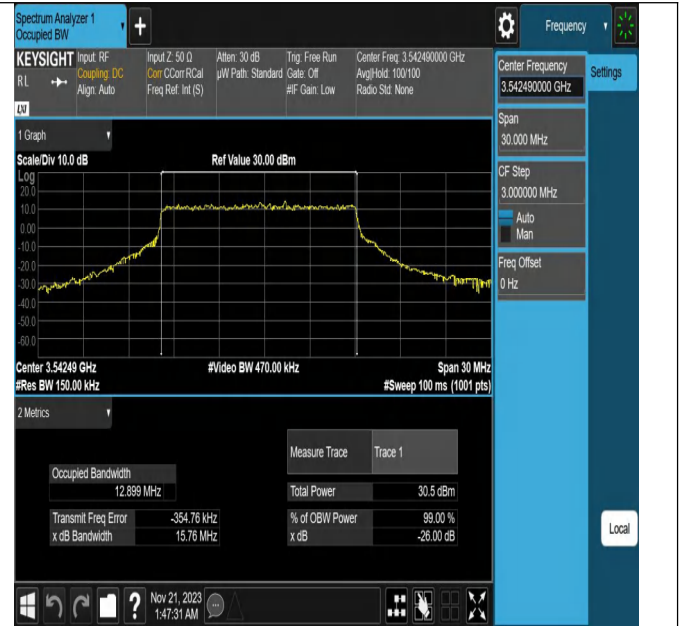 Spectrum Analyzer 1
Occupied BW
+
Frequency
KEYSIGHT
RL
LXI
Input: RF
Coupling: DC
Align: Auto
Input Z: 50 Ω
Corr CCorr RCal
Freq Ref: Int (S)
Atten: 30 dB
µW Path: Standard
Trig: Free Run
Gate: Off
#IF Gain: Low
Center Freq: 3.542490000 GHz
Avg|Hold: 100/100
Radio Std: None
Center Frequency
3.542490000 GHz
Settings
Span
30.000 MHz
CF Step
3.000000 MHz
Auto
Man
Freq Offset
0 Hz
Local
1 Graph
Scale/Div 10.0 dB
Ref Value 30.00 dBm
Log
20.0
10.0
0.00
-10.0
-20.0
-30.0
-40.0
-50.0
-60.0
Center 3.54249 GHz
#Video BW 470.00 kHz
Span 30 MHz
#Res BW 150.00 kHz
#Sweep 100 ms (1001 pts)
2 Metrics
Measure Trace Trace 1
Occupied Bandwidth
12.899 MHz
Total Power 30.5 dBm
Transmit Freq Error -354.76 kHz
% of OBW Power 99.00 %
x dB Bandwidth 15.76 MHz
x dB -26.00 dB
?
Nov 21, 2023
1:47:31 AM